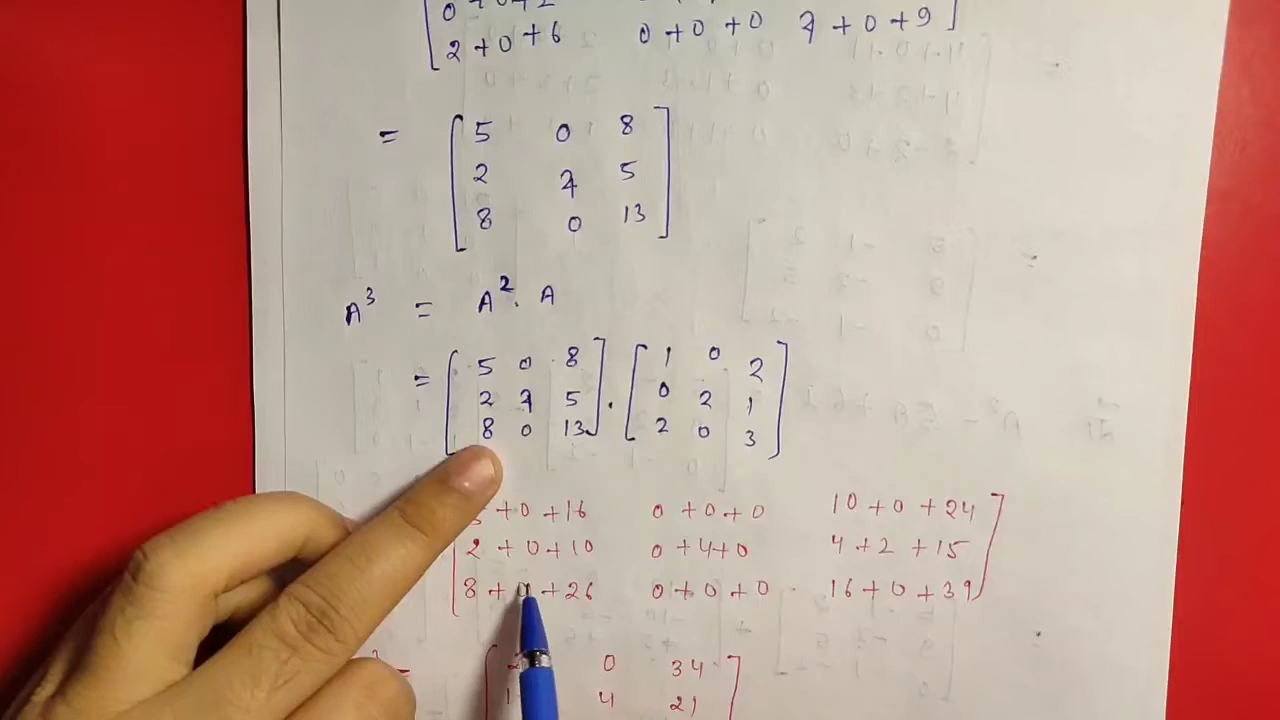 2 + 0 + 6 0 + 0 + 0 4 + 0 + 9
= [ 5 0 8
2 4 5
8 0 13 ]
A³ = A² . A
= [ 5 0 8 ] . [ 1 0 2 ]
2 4 5 0 2 1
8 0 13 2 0 3
+ 0 + 16 0 + 0 + 0 10 + 0 + 24
2 + 0 + 10 0 + 4 + 0 4 + 2 + 15
8 + 0 + 26 0 + 0 + 0 16 + 0 + 39
0 34
4 21